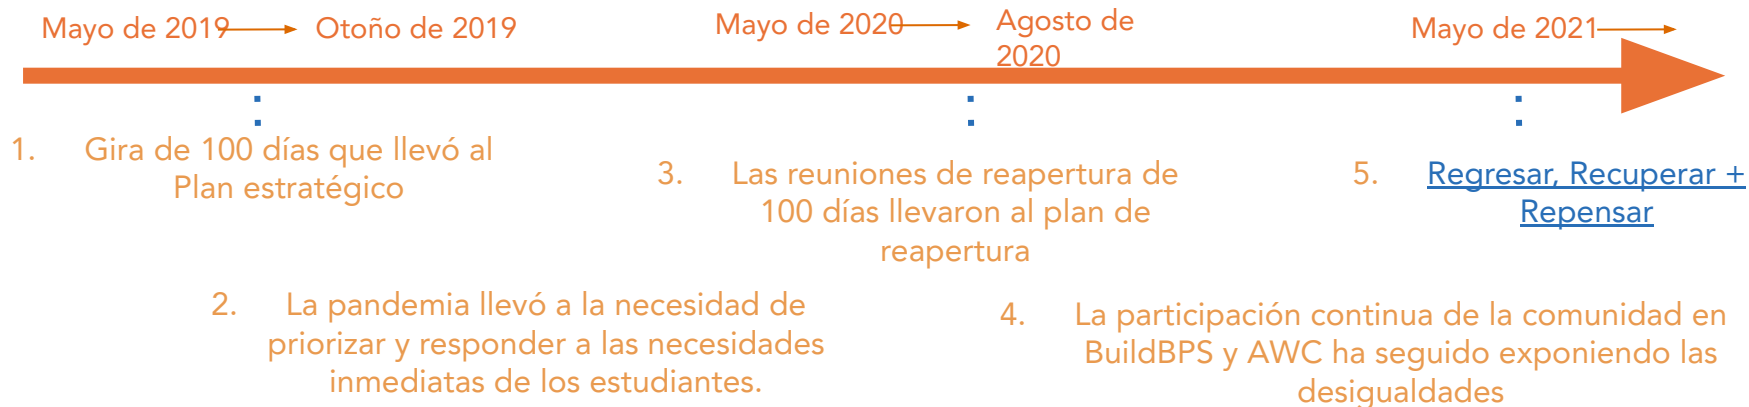 Mayo de 2019
Otoño de 2019
Mayo de 2020
Agosto de
2020
Mayo de 2021
1. Gira de 100 días que llevó al
Plan estratégico
2. La pandemia llevó a la necesidad de
priorizar y responder a las necesidades
inmediatas de los estudiantes.
3. Las reuniones de reapertura de
100 días llevaron al plan de
reapertura
4. La participación continua de la comunidad en
BuildBPS y AWC ha seguido exponiendo las
desigualdades
5. Regresar, Recuperar +
Repensar